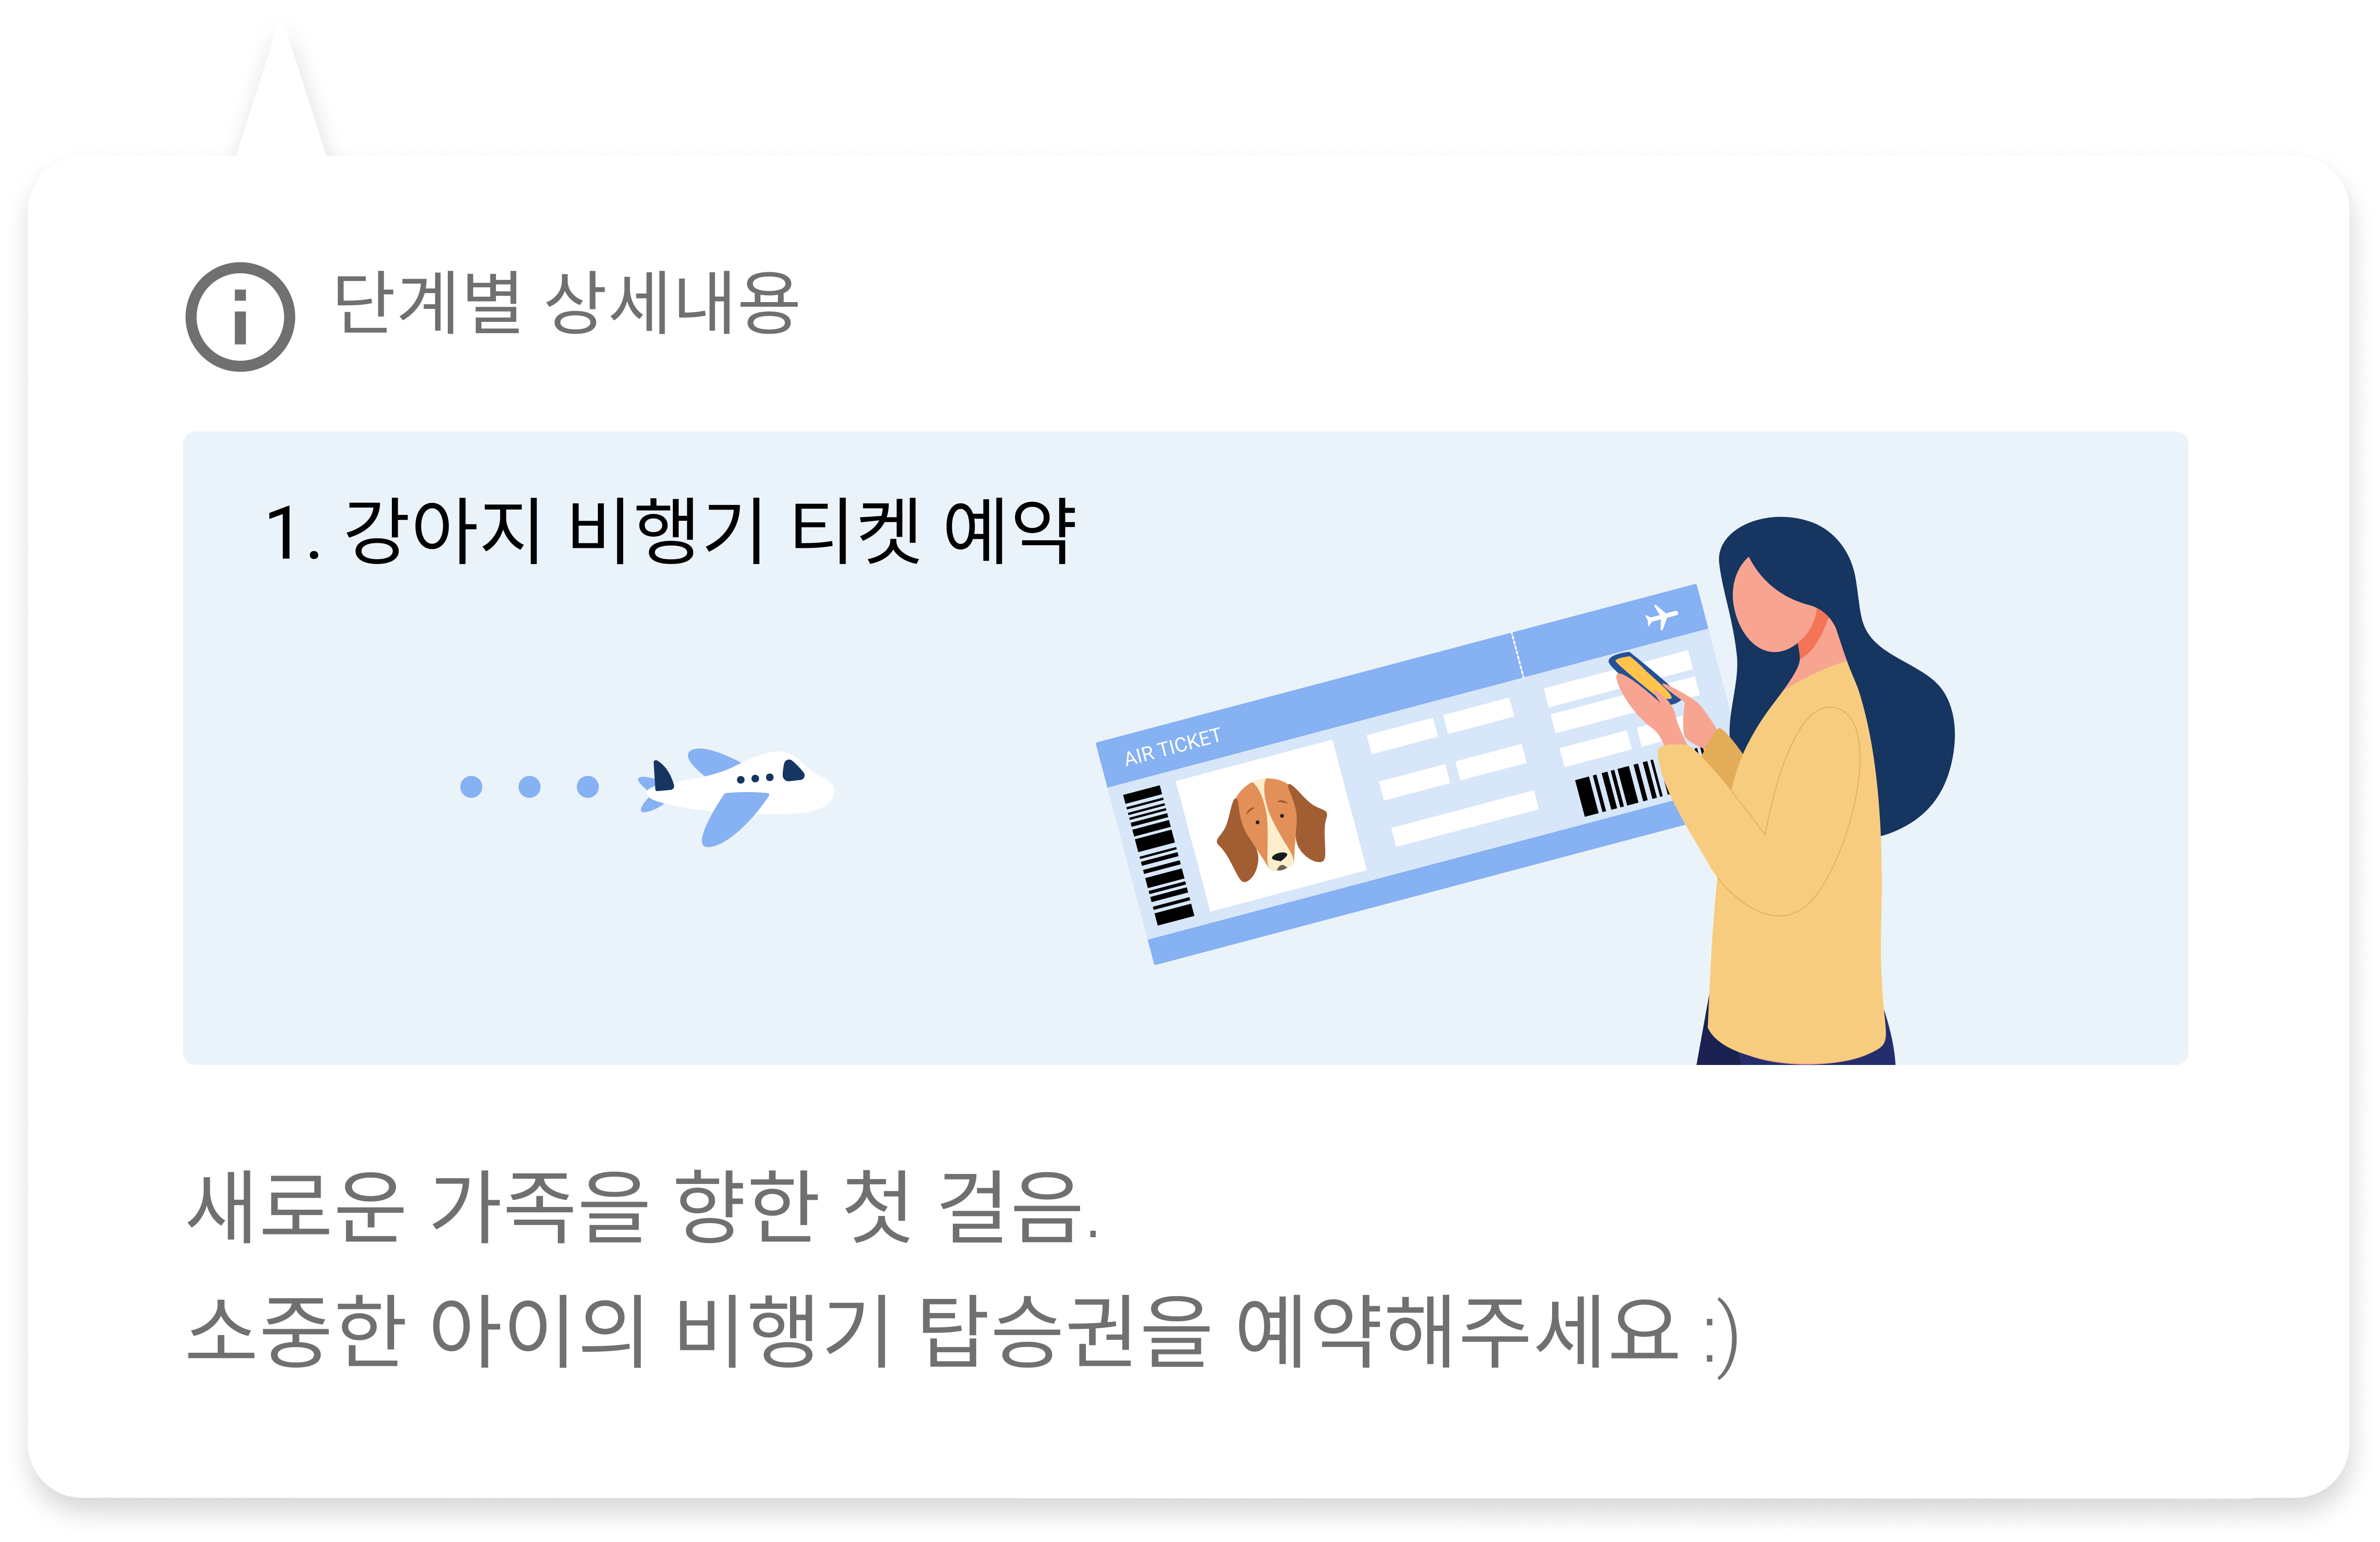 단계별 상세내용
1. 강아지 비행기 티켓 예약
AIR TICKET
새로운 가족을 향한 첫 걸음.
소중한 아이의 비행기 탑승권을 예약해주세요 :)